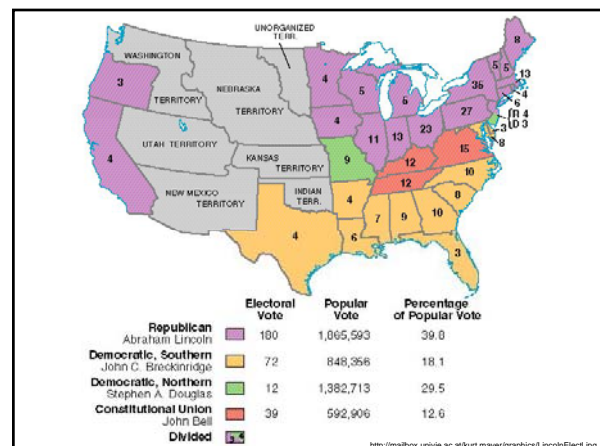 UNORGANIZED
TERR.
WASHINGTON
TERRITORY
NEBRASKA
TERRITORY
UTAH TERRITORY
KANSAS
TERRITORY
NEW MEXICO
TERRITORY
INDIAN
TERR.
3
4
4
4
5
6
11
13
23
27
35
5
5
8
13
4
6
4
3
3
8
9
12
15
12
10
8
4
7
9
10
6
4
3
Electoral
Vote
Popular
Vote
Percentage
of Popular Vote
Republican
Abraham Lincoln
180
1,865,593
39.8
Democratic, Southern
John C. Breckinridge
72
848,356
18.1
Democratic, Northern
Stephen A. Douglas
12
1,382,713
29.5
Constitutional Union
John Bell
39
592,906
12.6
Divided